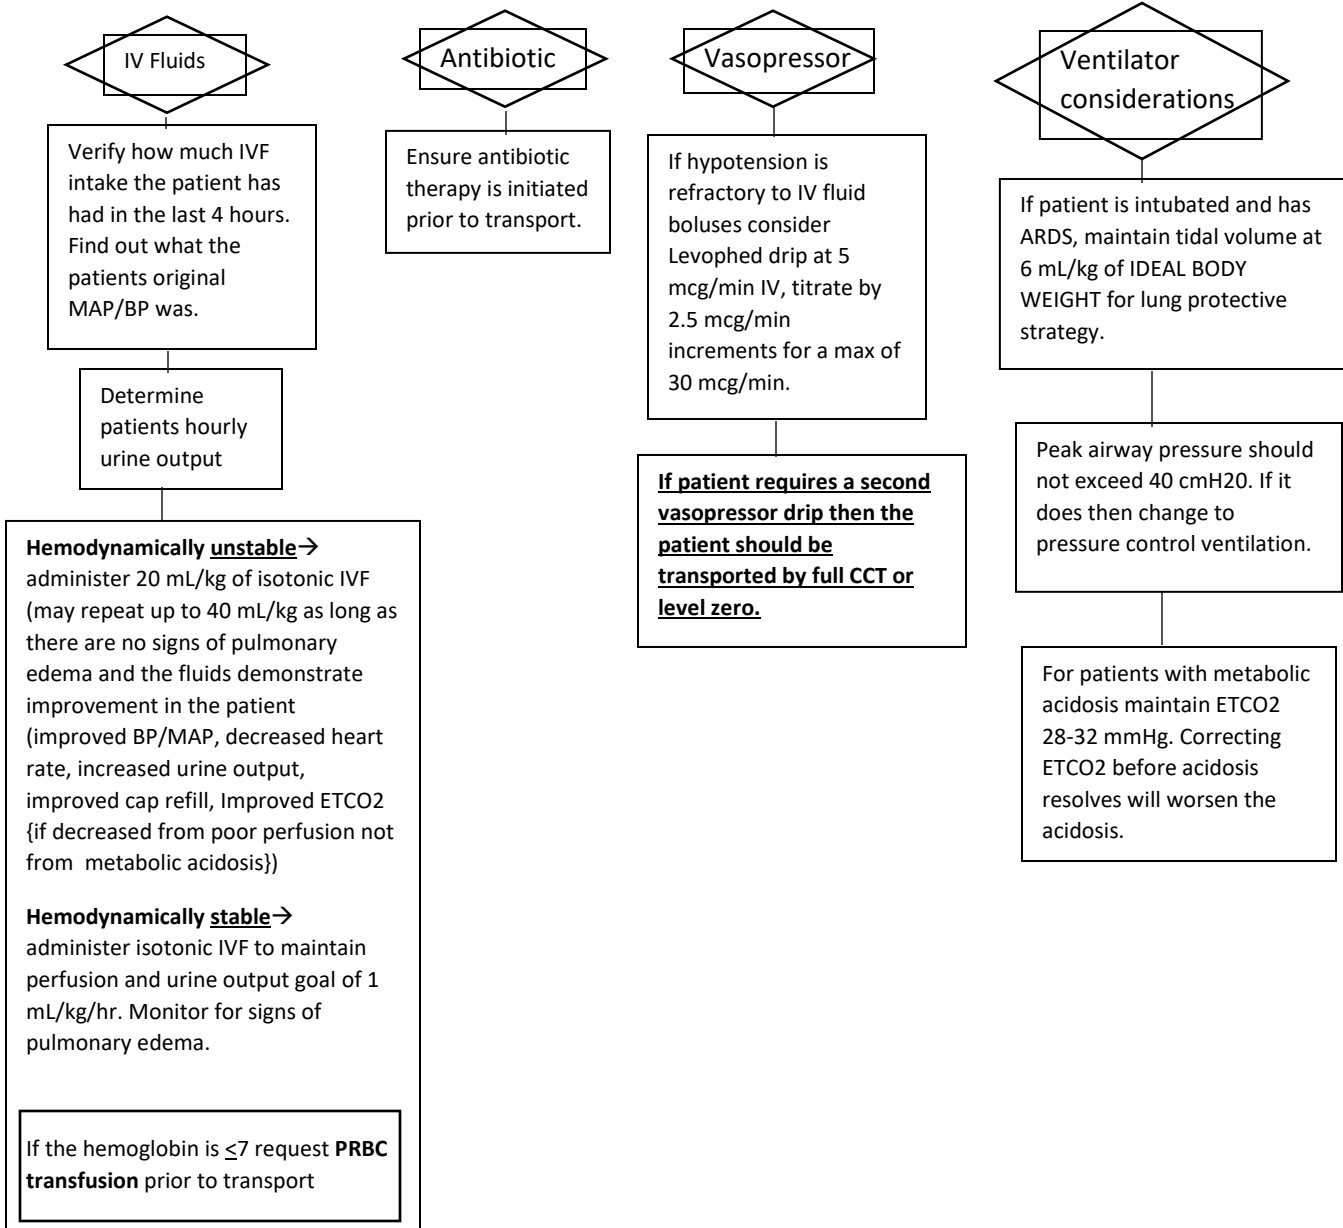 IV Fluids
Verify how much IVF
intake the patient has
had in the last 4 hours.
Find out what the
patients original
MAP/BP was.
Determine
patients hourly
urine output
Hemodynamically unstable→
administer 20 mL/kg of isotonic IVF
(may repeat up to 40 mL/kg as long as
there are no signs of pulmonary
edema and the fluids demonstrate
improvement in the patient
(improved BP/MAP, decreased heart
rate, increased urine output,
improved cap refill, Improved ETCO2
{if decreased from poor perfusion not
from metabolic acidosis})
Hemodynamically stable→
administer isotonic IVF to maintain
perfusion and urine output goal of 1
mL/kg/hr. Monitor for signs of
pulmonary edema.
If the hemoglobin is <7 request PRBC
transfusion prior to transport
Antibiotic
Ensure antibiotic
therapy is initiated
prior to transport.
Vasopressor
If hypotension is
refractory to IV fluid
boluses consider
Levophed drip at 5
mcg/min IV, titrate by
2.5 mcg/min
increments for a max of
30 mcg/min.
If patient requires a second
vasopressor drip then the
patient should be
transported by full CCT or
level zero.
Ventilator
considerations
If patient is intubated and has
ARDS, maintain tidal volume at
6 mL/kg of IDEAL BODY
WEIGHT for lung protective
strategy.
Peak airway pressure should
not exceed 40 cmH20. If it
does then change to
pressure control ventilation.
For patients with metabolic
acidosis maintain ETCO2
28-32 mmHg. Correcting
ETCO2 before acidosis
resolves will worsen the
acidosis.